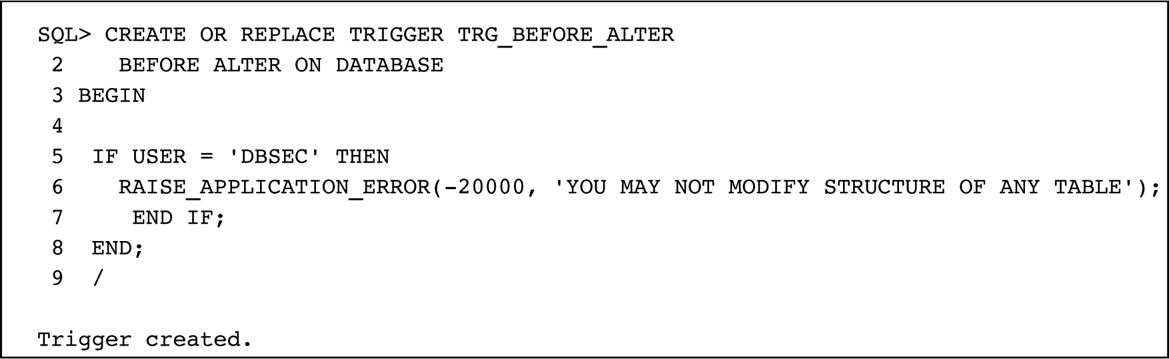 SQL> CREATE OR REPLACE TRIGGER TRG_BEFORE_ALTER
2 BEFORE ALTER ON DATABASE
3 BEGIN
4
5 IF USER = 'DBSEC' THEN
6 RAISE_APPLICATION_ERROR(-20000, 'YOU MAY NOT MODIFY STRUCTURE OF ANY TABLE');
7 END IF;
8 END;
9 /
Trigger created.